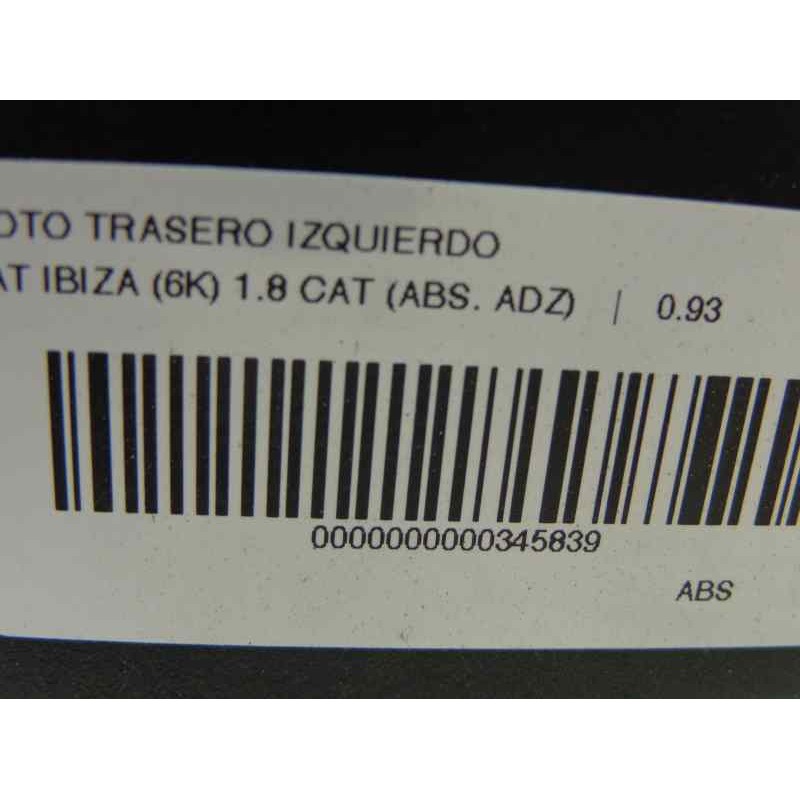 OTO TRASERO IZQUIERDO
AT IBIZA (6K) 1.8 CAT (ABS. ADZ) | 0.93
0000000000345839
ABS